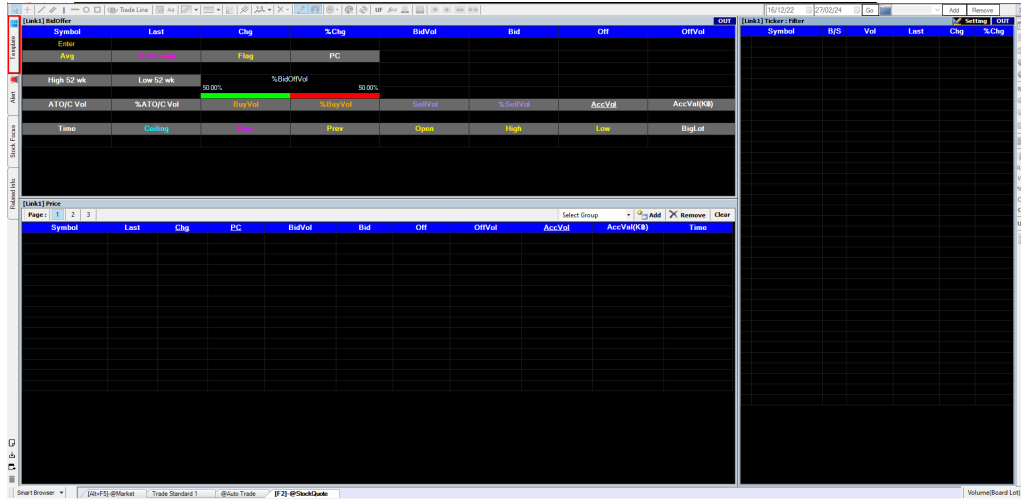 Trade Line Aa UF 16/12/22 27/02/24 Go Add Remove
Template
Alert
Stock Focus
Related Info
[Link1] BidOffer OUT
Symbol Last Chg %Chg BidVol Bid Off OffVol
Enter
Avg Flag PC
High 52 wk Low 52 wk %BidOffVol
50.00% 50.00%
ATO/C Vol %ATO/C Vol BuyVol %BuyVol SellVol %SellVol AccVol AccVal(K฿)
Time Ceiling Floor Prev Open High Low BigLot
[Link1] Ticker : Filter Setting OUT
Symbol B/S Vol Last Chg %Chg
[Link1] Price
Page : 1 2 3 Select Group Add Remove Clear
Symbol Last Chg PC BidVol Bid Off OffVol AccVol AccVal(K฿) Time
Smart Browser [Alt+F5]-@Market Trade Standard 1 @Auto Trade [F2]-@StockQuote Volume(Board Lot)